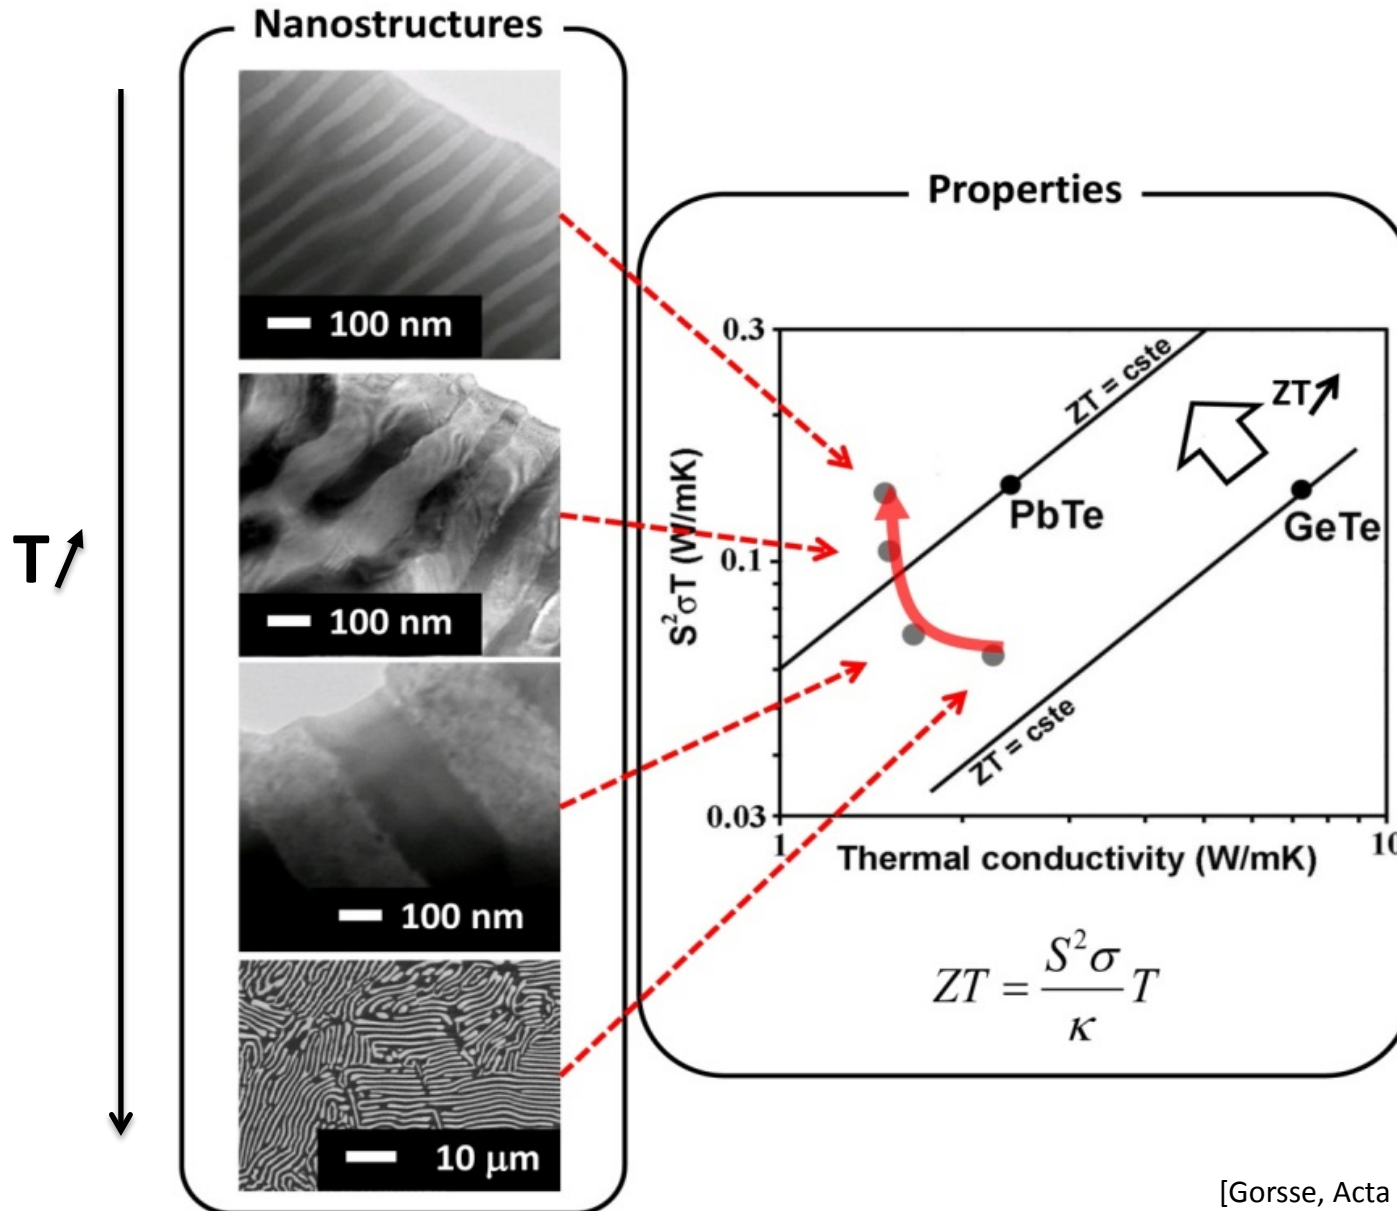 Nanostructures
T
100 nm
100 nm
100 nm
10 μm
Properties
0.3
0.1
0.03
S²σT (W/mK)
ZT = cste
ZT
PbTe
GeTe
ZT = cste
1
10
Thermal conductivity (W/mK)
ZT = S²σ / κ T
[Gorsse, Acta